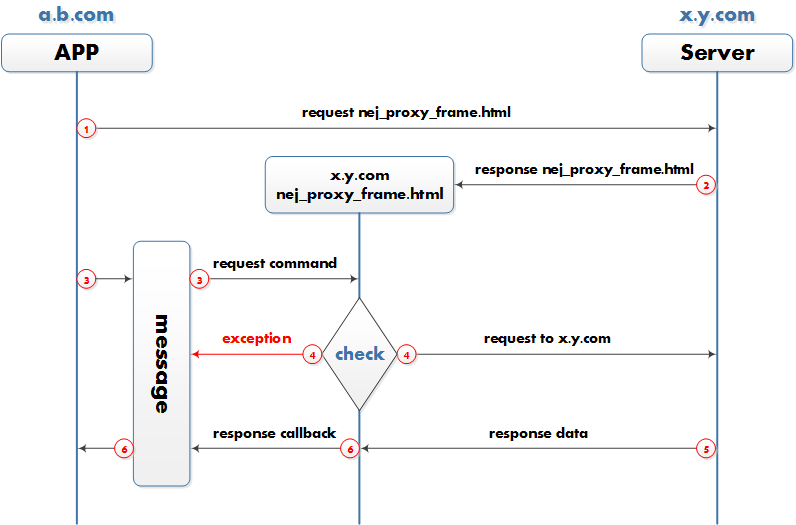 a.b.com
x.y.com
APP
Server
request nej_proxy_frame.html
1
x.y.com
nej_proxy_frame.html
response nej_proxy_frame.html
2
3
message
3
request command
exception
4
check
4
request to x.y.com
6
response callback
6
response data
5